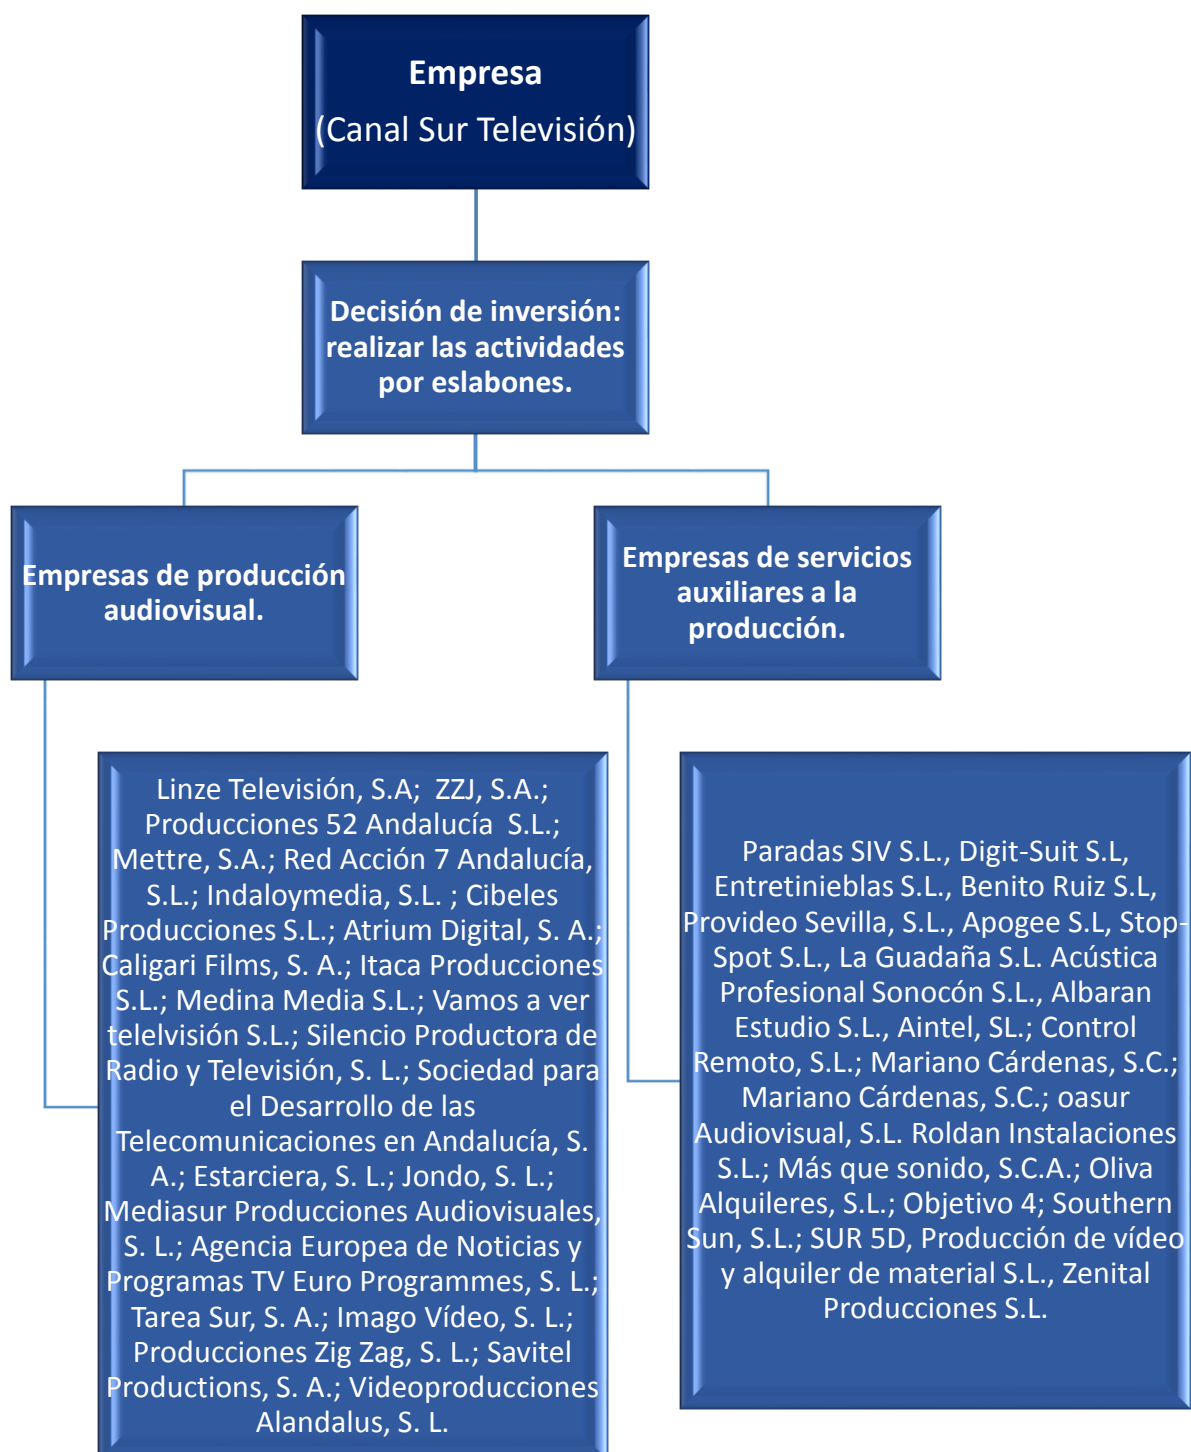 Empresa
(Canal Sur Televisión)
Decisión de inversión:
realizar las actividades
por eslabones.
Empresas de producción
audiovisual.
Empresas de servicios
auxiliares a la
producción.
Linze Televisión, S.A;  ZZJ, S.A.;
Producciones 52 Andalucía  S.L.;
Mettre, S.A.; Red Acción 7 Andalucía,
S.L.; Indaloymedia, S.L. ; Cibeles
Producciones S.L.; Atrium Digital, S. A.;
Caligari Films, S. A.; Itaca Producciones
S.L.; Medina Media S.L.; Vamos a ver
telelvisión S.L.; Silencio Productora de
Radio y Televisión, S. L.; Sociedad para
el Desarrollo de las
Telecomunicaciones en Andalucía, S.
A.; Estarciera, S. L.; Jondo, S. L.;
Mediasur Producciones Audiovisuales,
S. L.; Agencia Europea de Noticias y
Programas TV Euro Programmes, S. L.;
Tarea Sur, S. A.; Imago Vídeo, S. L.;
Producciones Zig Zag, S. L.; Savitel
Productions, S. A.; Videoproducciones
Alandalus, S. L.
Paradas SIV S.L., Digit-Suit S.L,
Entretinieblas S.L., Benito Ruiz S.L,
Provideo Sevilla, S.L., Apogee S.L, Stop-
Spot S.L., La Guadaña S.L. Acústica
Profesional Sonocón S.L., Albaran
Estudio S.L., Aintel, SL.; Control
Remoto, S.L.; Mariano Cárdenas, S.C.;
Mariano Cárdenas, S.C.; oasur
Audiovisual, S.L. Roldan Instalaciones
S.L.; Más que sonido, S.C.A.; Oliva
Alquileres, S.L.; Objetivo 4; Southern
Sun, S.L.; SUR 5D, Producción de vídeo
y alquiler de material S.L., Zenital
Producciones S.L.